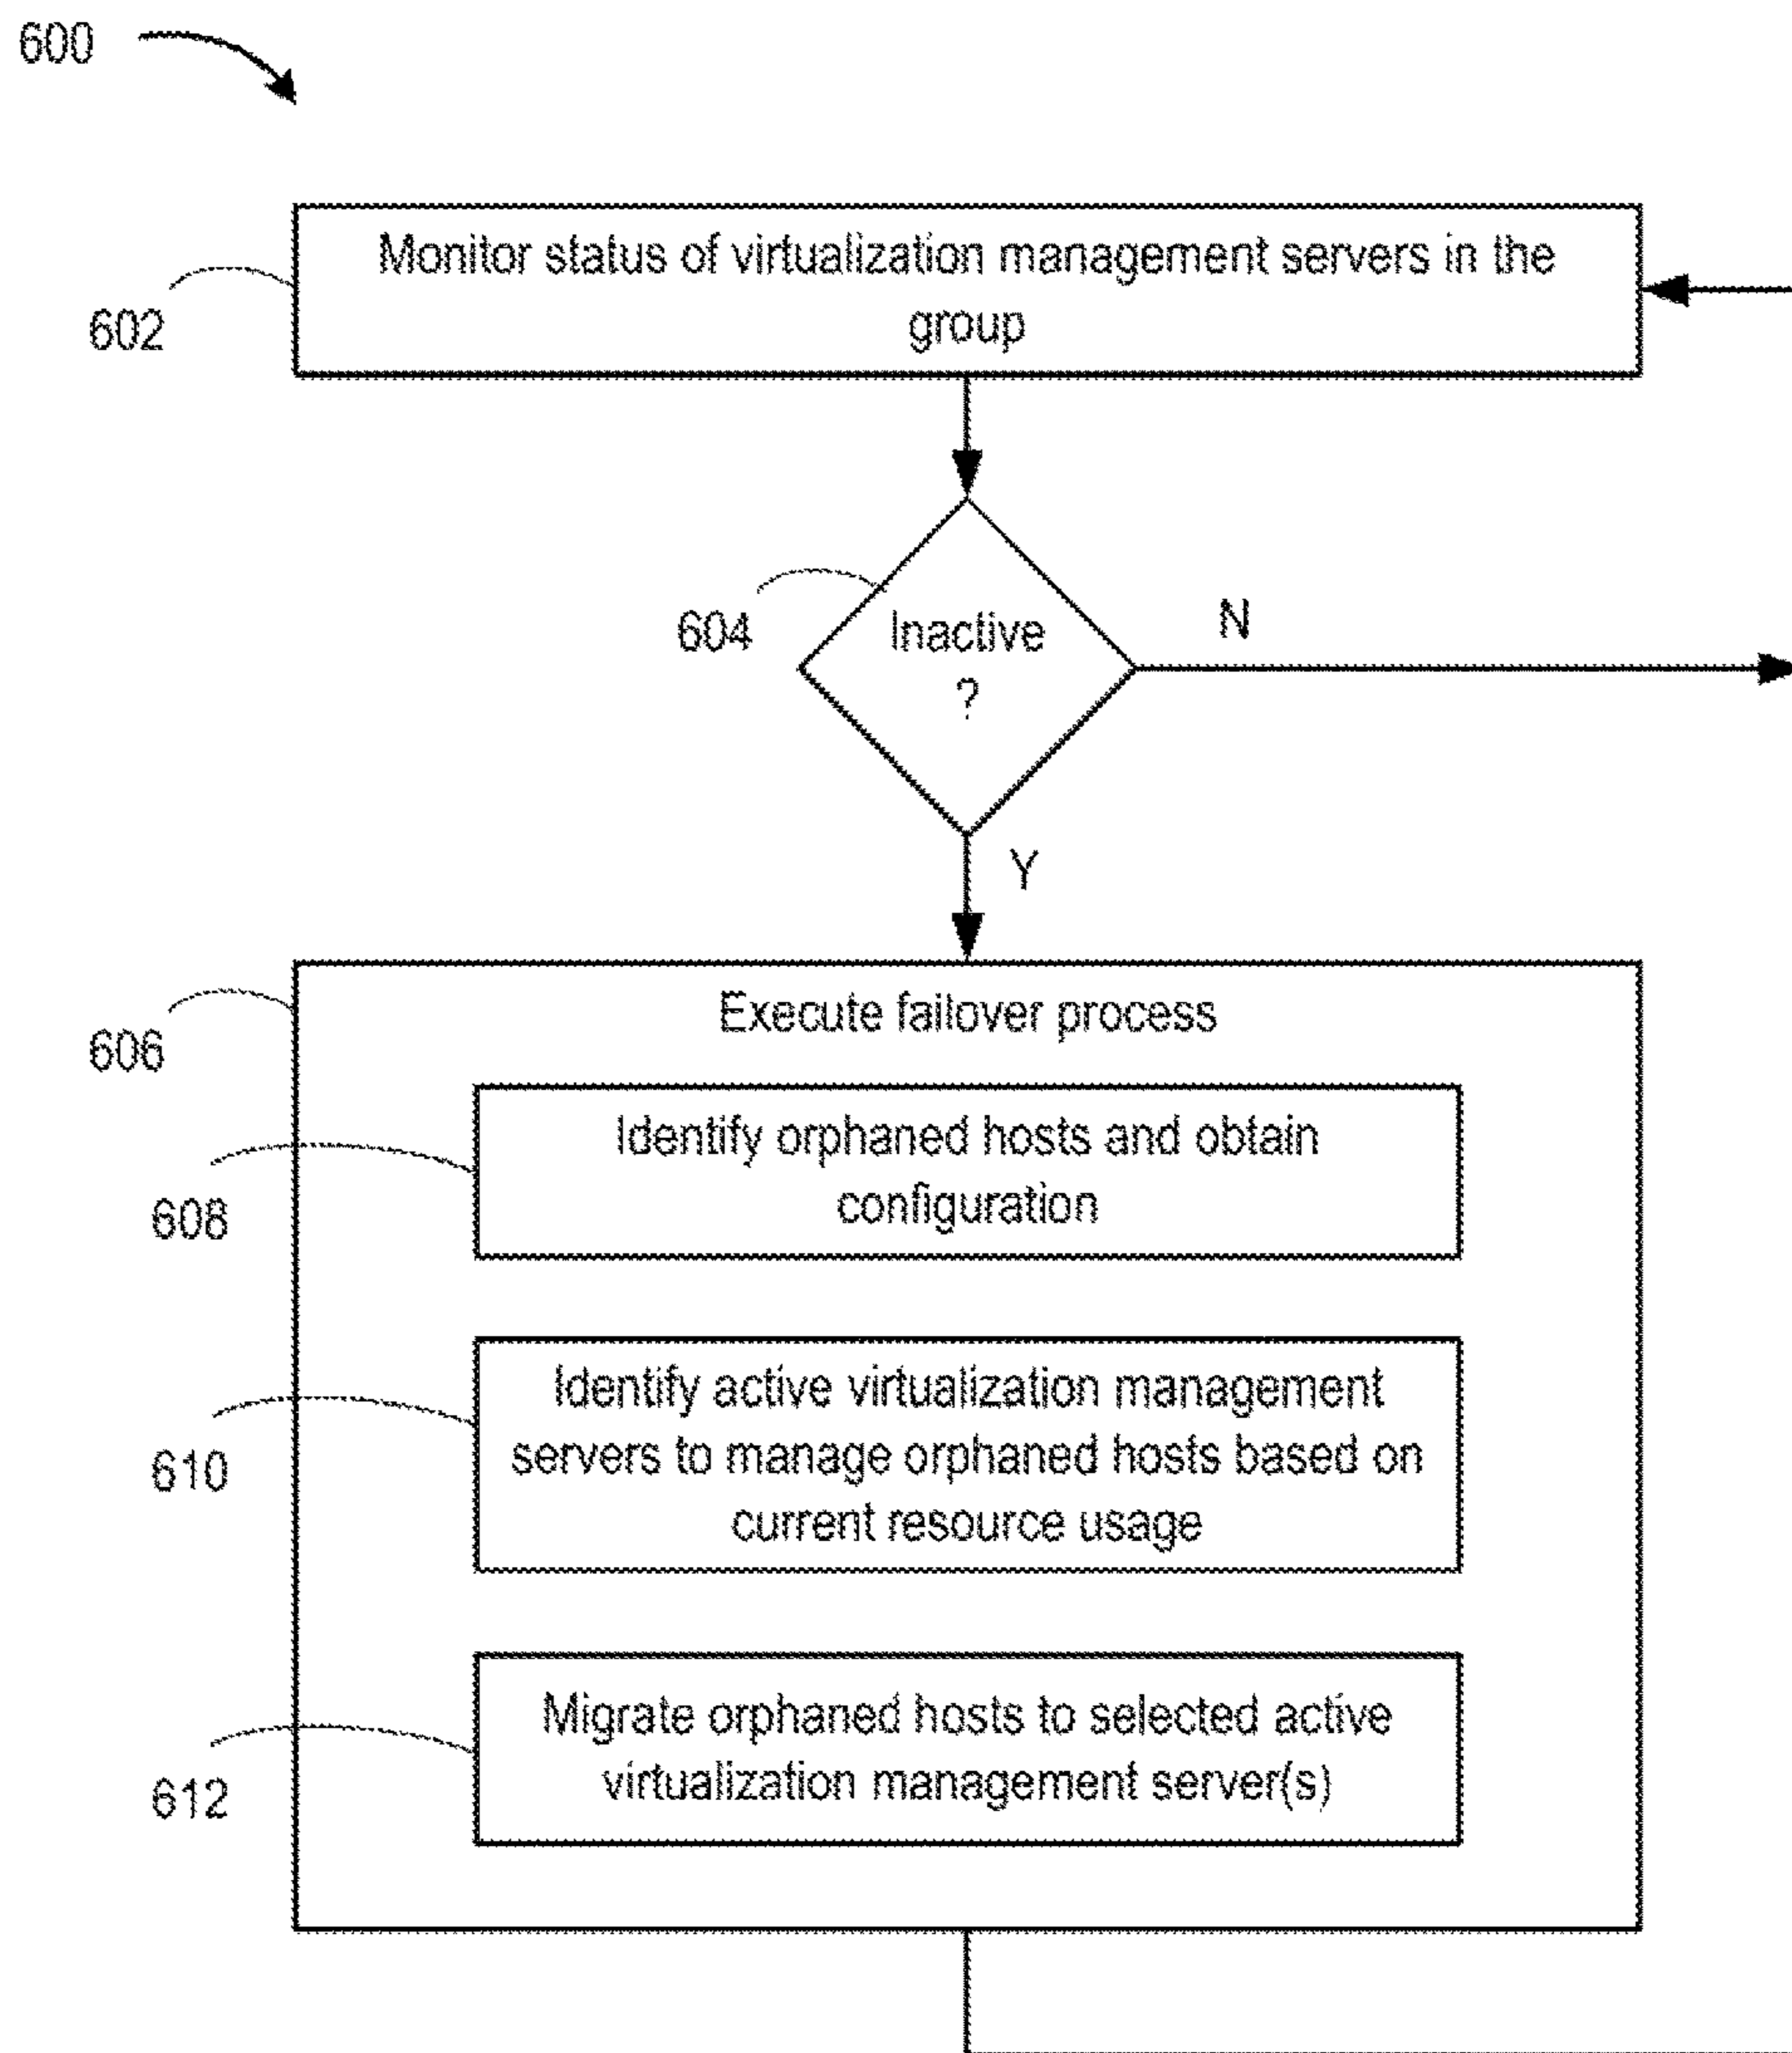 600
Monitor status of virtualization management servers in the
group
602
604
Inactive
?
N
Y
Execute failover process
606
Identify orphaned hosts and obtain
configuration
608
Identify active virtualization management
servers to manage orphaned hosts based on
current resource usage
610
Migrate orphaned hosts to selected active
virtualization management server(s)
612